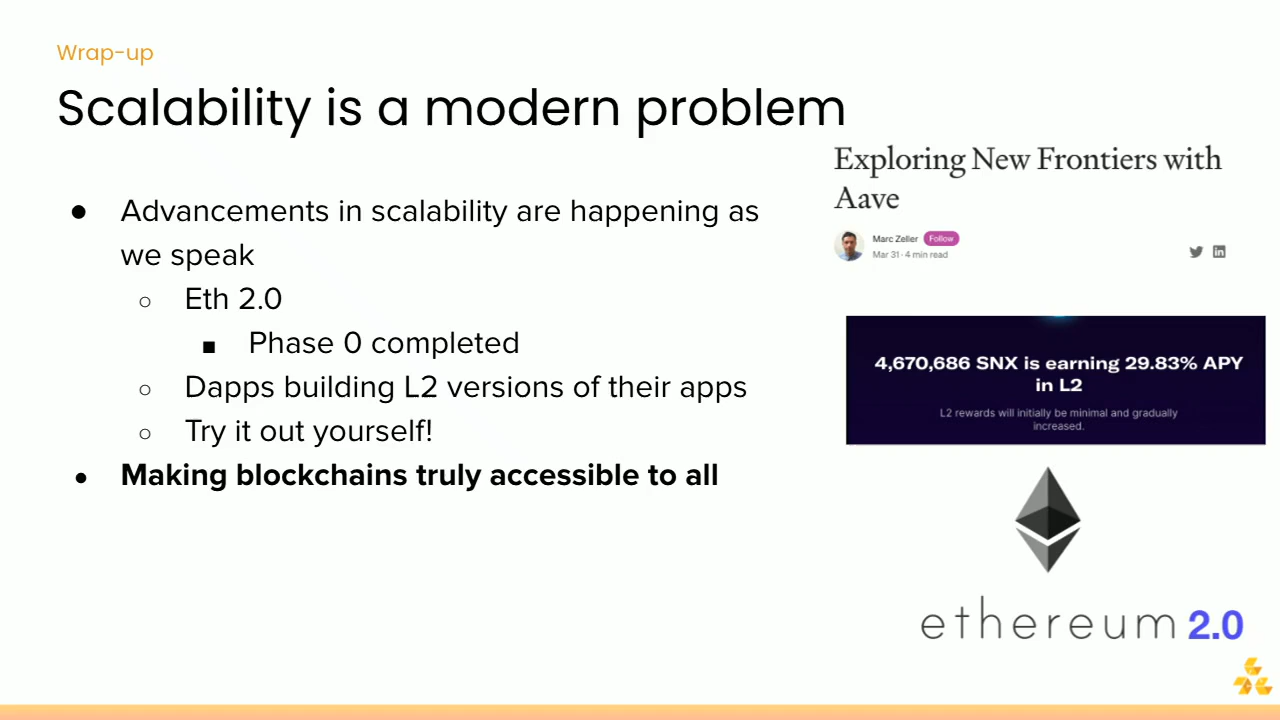 Wrap-up
Scalability is a modern problem
● Advancements in scalability are happening as
we speak
○ Eth 2.0
■ Phase 0 completed
○ Dapps building L2 versions of their apps
○ Try it out yourself!
● Making blockchains truly accessible to all
Exploring New Frontiers with
Aave
Marc Zeller Follow
Mar 31 · 4 min read
4,670,686 SNX is earning 29.83% APY
in L2
L2 rewards will initially be minimal and gradually
increased.
ethereum 2.0